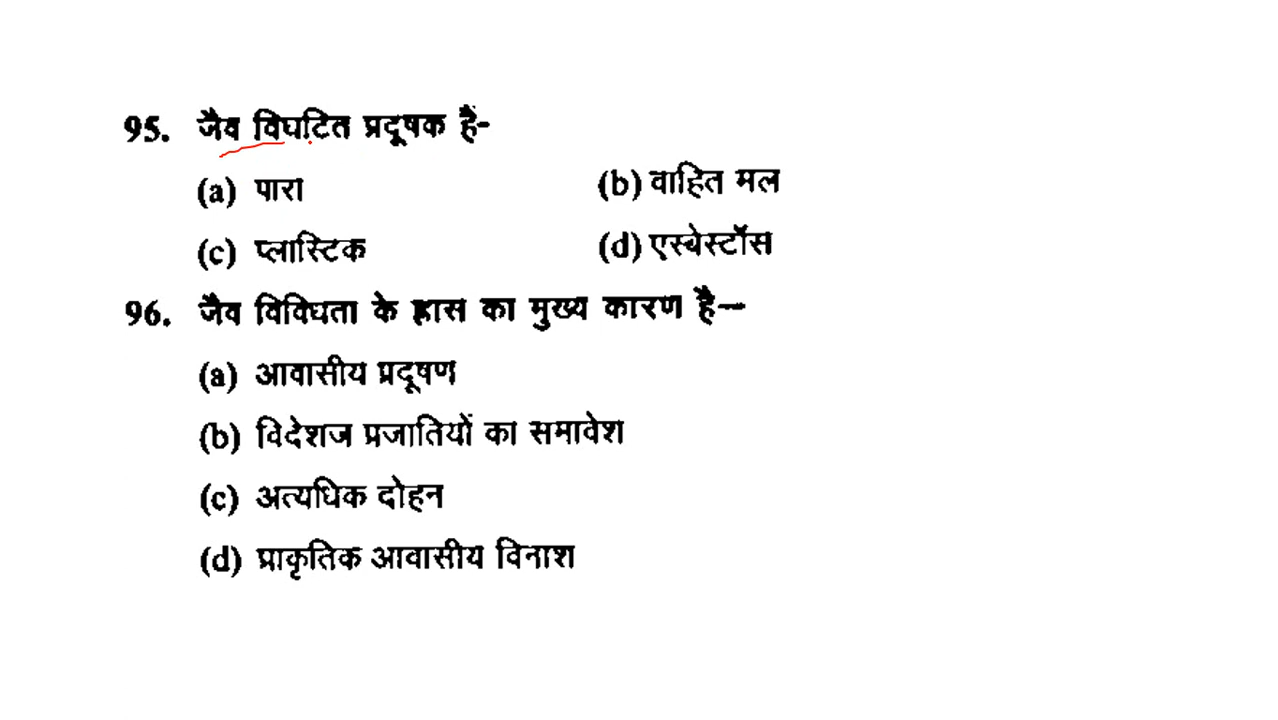 95. जैव विघटित प्रदूषक हैं-
(a) पारा (b) वाहित मल
(c) प्लास्टिक (d) एस्बेस्टॉस
96. जैव विविधता के ह्रास का मुख्य कारण है—
(a) आवासीय प्रदूषण
(b) विदेशज प्रजातियों का समावेश
(c) अत्यधिक दोहन
(d) प्राकृतिक आवासीय विनाश